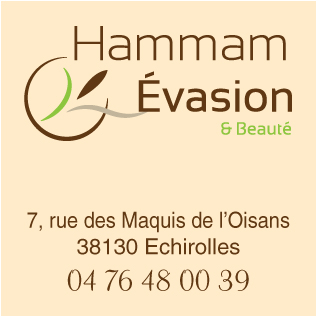 Hammam
Évasion
& Beauté
7, rue des Maquis de l'Oisans
38130 Echirolles
04 76 48 00 39